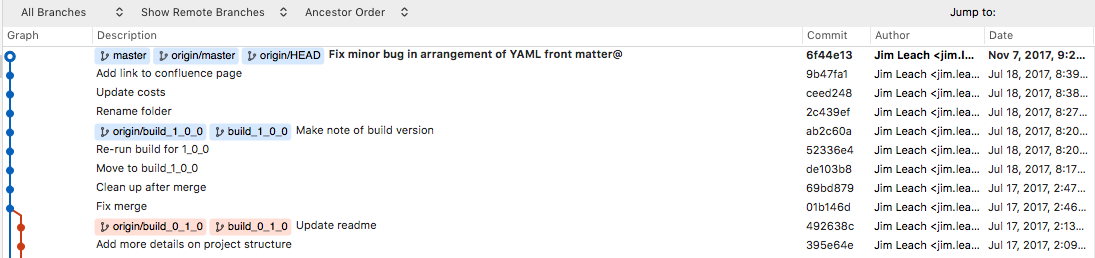 All Branches Show Remote Branches Ancestor Order Jump to:
Graph Description Commit Author Date
master origin/master origin/HEAD Fix minor bug in arrangement of YAML front matter@ 6f44e13 Jim Leach <jim.l... Nov 7, 2017, 9:2...
Add link to confluence page 9b47fa1 Jim Leach <jim.lea... Jul 18, 2017, 8:39...
Update costs ceed248 Jim Leach <jim.lea... Jul 18, 2017, 8:38...
Rename folder 2c439ef Jim Leach <jim.lea... Jul 18, 2017, 8:27...
origin/build_1_0_0 build_1_0_0 Make note of build version ab2c60a Jim Leach <jim.lea... Jul 18, 2017, 8:20...
Re-run build for 1_0_0 52336e4 Jim Leach <jim.lea... Jul 18, 2017, 8:20...
Move to build_1_0_0 de103b8 Jim Leach <jim.lea... Jul 18, 2017, 8:17...
Clean up after merge 69bd879 Jim Leach <jim.lea... Jul 17, 2017, 2:47...
Fix merge 01b146d Jim Leach <jim.lea... Jul 17, 2017, 2:46...
origin/build_0_1_0 build_0_1_0 Update readme 492638c Jim Leach <jim.lea... Jul 17, 2017, 2:13...
Add more details on project structure 395e64e Jim Leach <jim.lea... Jul 17, 2017, 2:09...